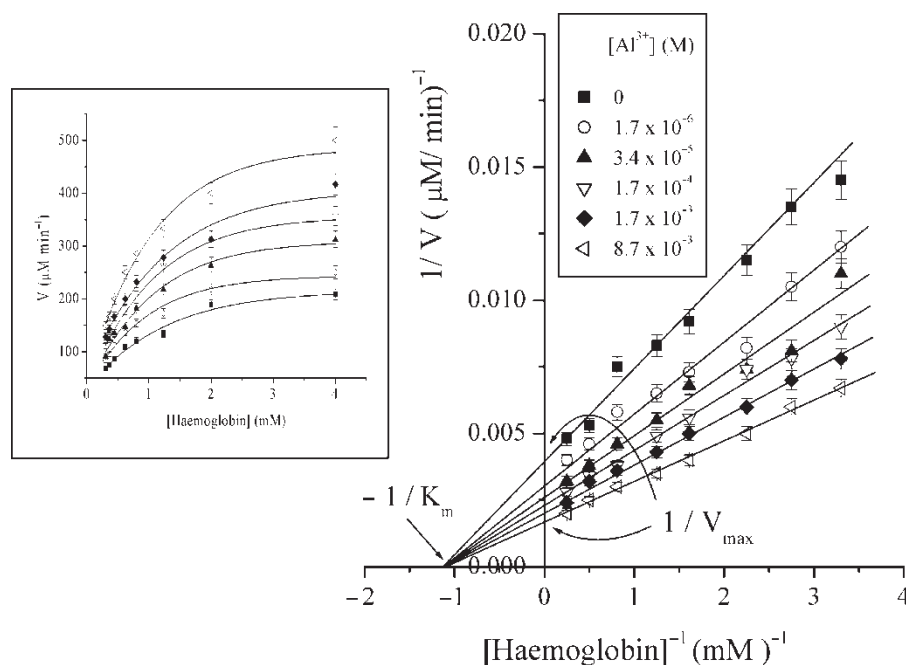 500
400
300
200
100
V (μM min⁻¹)
0 1 2 3 4
[Haemoglobin] (mM)
0.020
0.015
0.010
0.005
0.000
1/ V ( μM/ min)⁻¹
[Al³⁺] (M)
0
1.7 x 10⁻⁶
3.4 x 10⁻⁵
1.7 x 10⁻⁴
1.7 x 10⁻³
8.7 x 10⁻³
− 1 / Kₘ
1 / Vₘₐₓ
−2 −1 0 1 2 3 4
[Haemoglobin]⁻¹ (mM )⁻¹